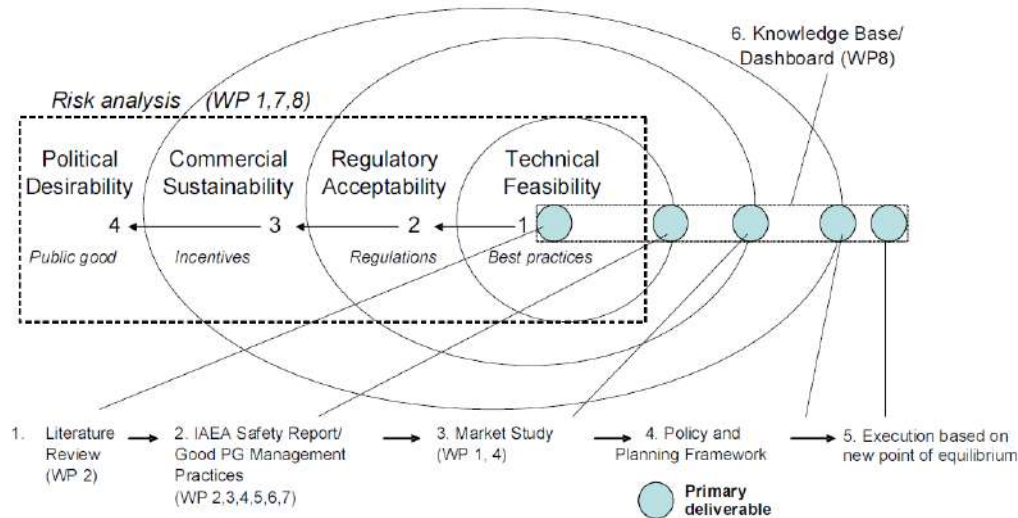 6. Knowledge Base/
Dashboard (WP8)
Risk analysis (WP 1,7,8)
Political
Desirability
Commercial
Sustainability
Regulatory
Acceptability
Technical
Feasibility
4
3
2
1
Public good
Incentives
Regulations
Best practices
1. Literature
Review
(WP 2)
2. IAEA Safety Report/
Good PG Management
Practices
(WP 2,3,4,5,6,7)
3. Market Study
(WP 1, 4)
4. Policy and
Planning Framework
5. Execution based on
new point of equilibrium
Primary
deliverable